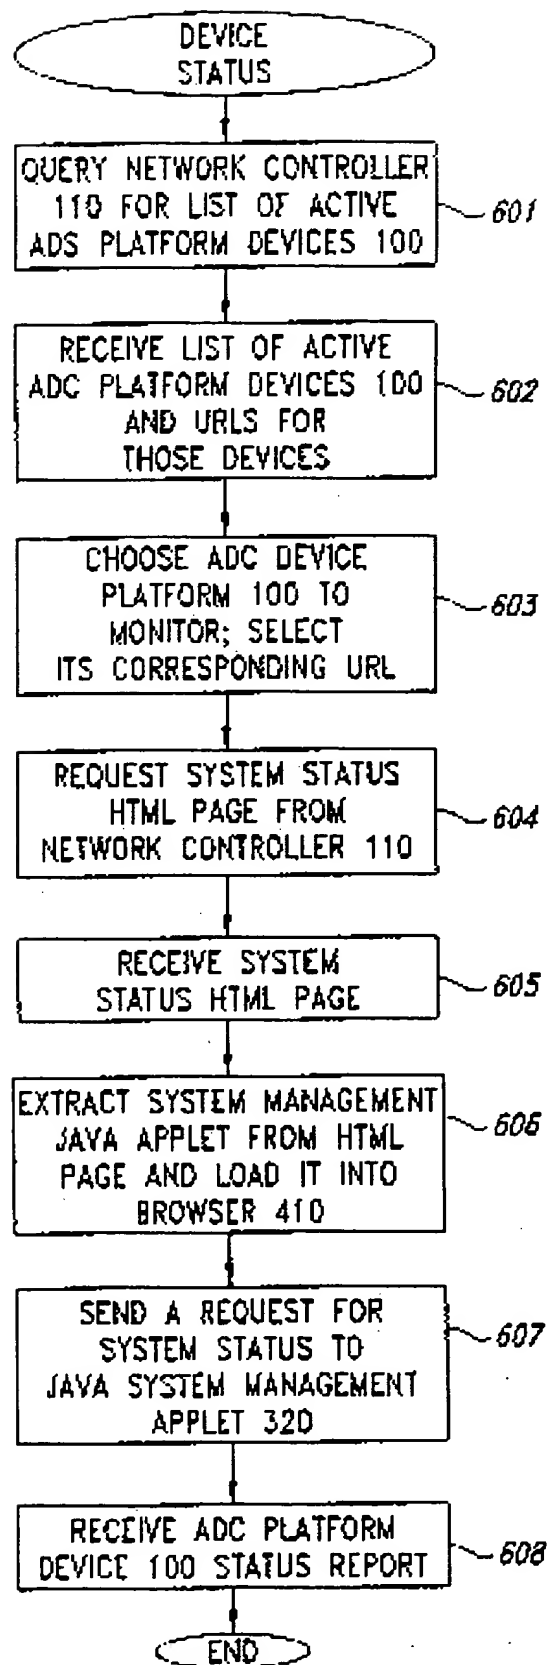 DEVICE
STATUS
QUERY NETWORK CONTROLLER
110 FOR LIST OF ACTIVE
ADS PLATFORM DEVICES 100
601
RECEIVE LIST OF ACTIVE
ADC PLATFORM DEVICES 100
AND URLS FOR
THOSE DEVICES
602
CHOOSE ADC DEVICE
PLATFORM 100 TO
MONITOR; SELECT
ITS CORRESPONDING URL
603
REQUEST SYSTEM STATUS
HTML PAGE FROM
NETWORK CONTROLLER 110
604
RECEIVE SYSTEM
STATUS HTML PAGE
605
EXTRACT SYSTEM MANAGEMENT
JAVA APPLET FROM HTML
PAGE AND LOAD IT INTO
BROWSER 410
606
SEND A REQUEST FOR
SYSTEM STATUS TO
JAVA SYSTEM MANAGEMENT
APPLET 320
607
RECEIVE ADC PLATFORM
DEVICE 100 STATUS REPORT
608
END